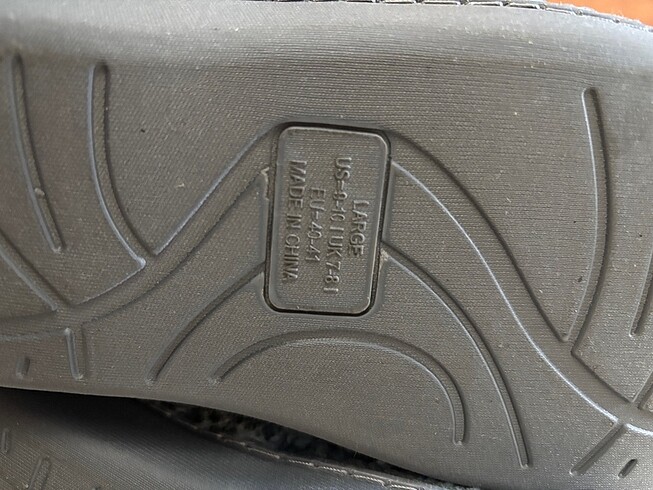 LARGE
US=9-10 | UK 7-8 |
EU= 40-41
MADE IN CHINA